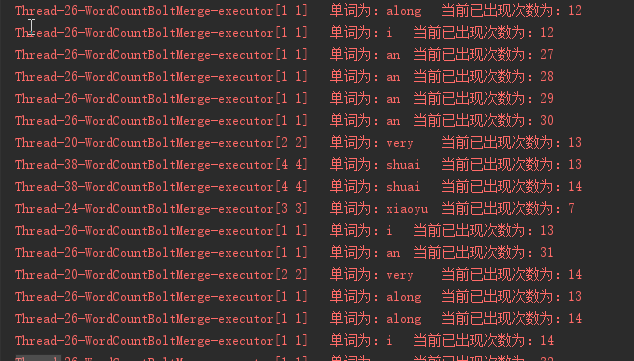 Thread-26-WordCountBoltMerge-executor[1 1] 单词为: along 当前已出现次数为: 12
Thread-26-WordCountBoltMerge-executor[1 1] 单词为: i 当前已出现次数为: 12
Thread-26-WordCountBoltMerge-executor[1 1] 单词为: an 当前已出现次数为: 27
Thread-26-WordCountBoltMerge-executor[1 1] 单词为: an 当前已出现次数为: 28
Thread-26-WordCountBoltMerge-executor[1 1] 单词为: an 当前已出现次数为: 29
Thread-26-WordCountBoltMerge-executor[1 1] 单词为: an 当前已出现次数为: 30
Thread-20-WordCountBoltMerge-executor[2 2] 单词为: very 当前已出现次数为: 13
Thread-38-WordCountBoltMerge-executor[4 4] 单词为: shuai 当前已出现次数为: 13
Thread-38-WordCountBoltMerge-executor[4 4] 单词为: shuai 当前已出现次数为: 14
Thread-24-WordCountBoltMerge-executor[3 3] 单词为: xiaoyu 当前已出现次数为: 7
Thread-26-WordCountBoltMerge-executor[1 1] 单词为: i 当前已出现次数为: 13
Thread-26-WordCountBoltMerge-executor[1 1] 单词为: an 当前已出现次数为: 31
Thread-20-WordCountBoltMerge-executor[2 2] 单词为: very 当前已出现次数为: 14
Thread-26-WordCountBoltMerge-executor[1 1] 单词为: along 当前已出现次数为: 13
Thread-26-WordCountBoltMerge-executor[1 1] 单词为: along 当前已出现次数为: 14
Thread-26-WordCountBoltMerge-executor[1 1] 单词为: i 当前已出现次数为: 14